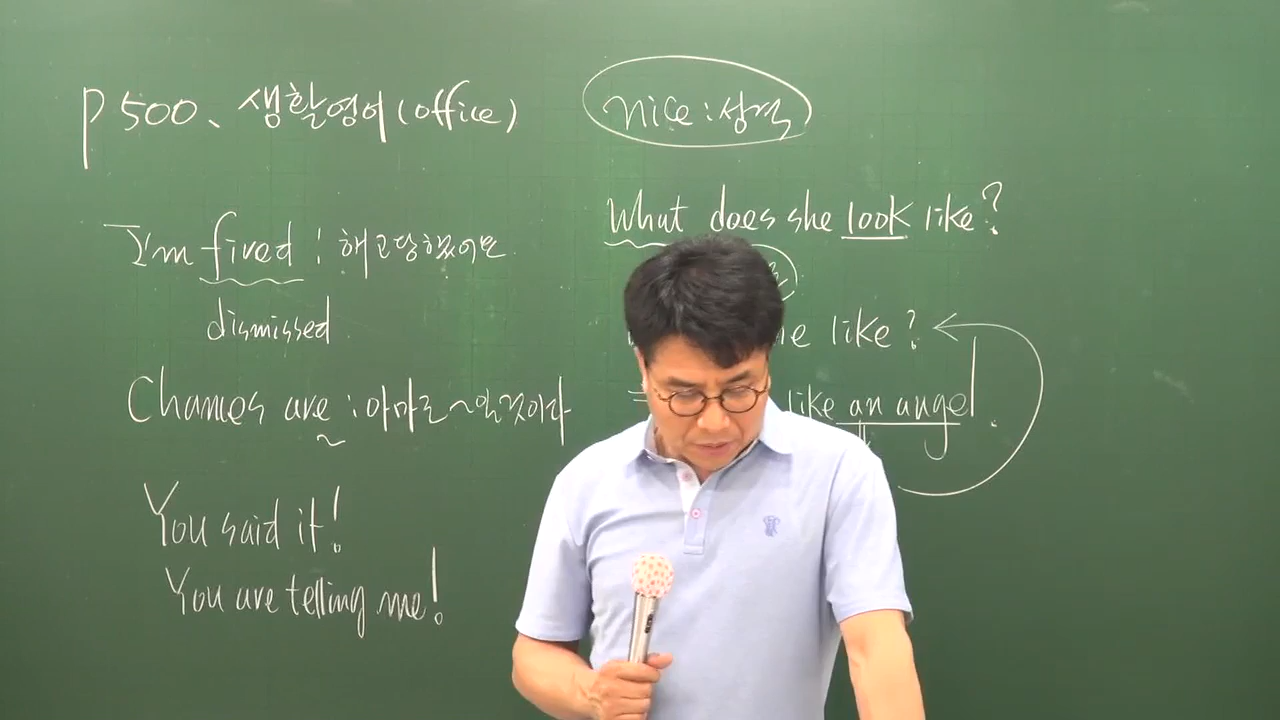 p 500、생활영어 (office)
nice : 성격
I'm fired : 해고당했어요
dismissed
Chances are : 아마도 ~일 것이다
You said it!
You are telling me!
What does she look like?
like?
like an angel.